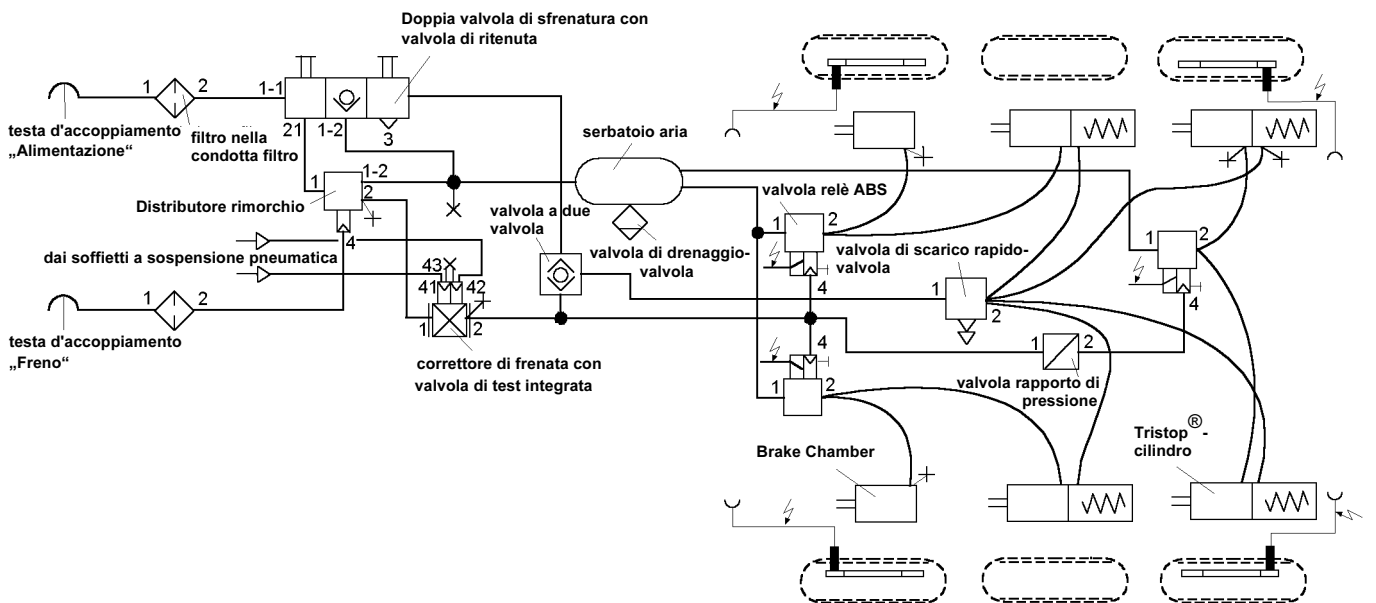 Doppia valvola di sfrenatura con
valvola di ritenuta
1
2
1-1
21
1-2
3
testa d'accoppiamento
„Alimentazione“
filtro nella
condotta filtro
serbatoio aria
1
1-2
2
4
Distributore rimorchio
valvola a due
valvola
valvola di drenaggio-
valvola
valvola relè ABS
1
2
4
valvola di scarico rapido-
valvola
1
2
4
dai soffietti a sospensione pneumatica
43
41
42
1
2
1
2
1
2
testa d'accoppiamento
„Freno“
correttore di frenata con
valvola di test integrata
4
1
2
1
2
valvola rapporto di
pressione
Brake Chamber
Tristop®-
cilindro